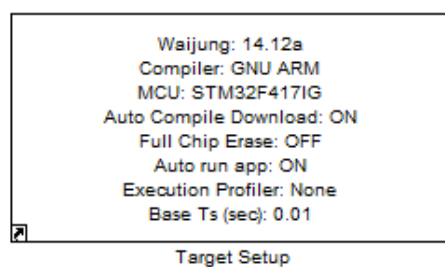 Waijung: 14.12a
Compiler: GNU ARM
MCU: STM32F417IG
Auto Compile Download: ON
Full Chip Erase: OFF
Auto run app: ON
Execution Profiler: None
Base Ts (sec): 0.01
Target Setup